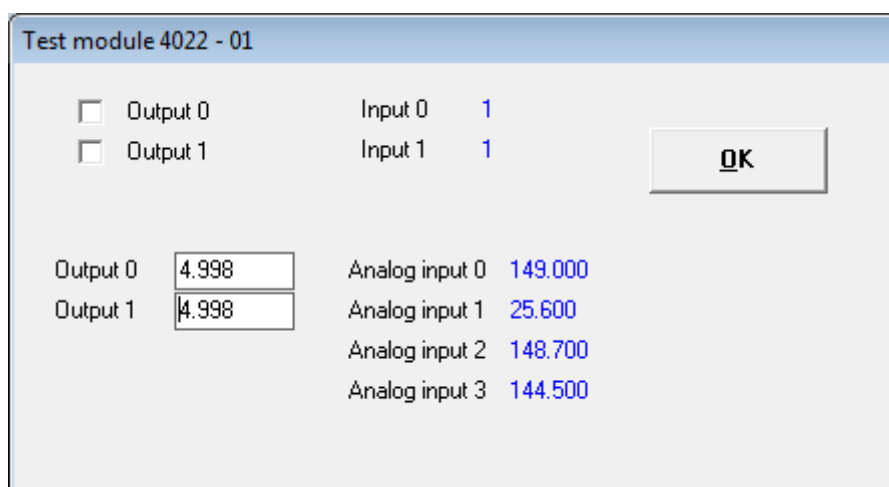 Test module 4022 - 01
Output 0 Input 0 1
Output 1 Input 1 1
OK
Output 0 4.998 Analog input 0 149.000
Output 1 4.998 Analog input 1 25.600
Analog input 2 148.700
Analog input 3 144.500